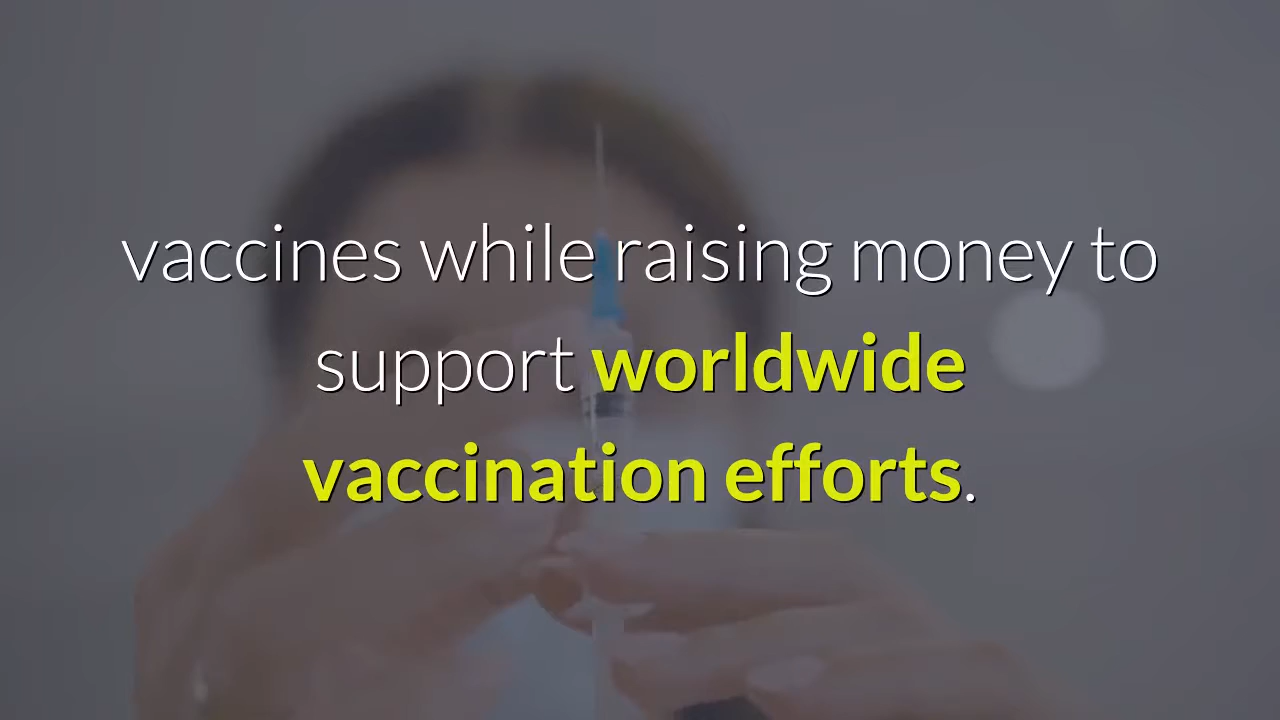 vaccines while raising money to
support worldwide
vaccination efforts.